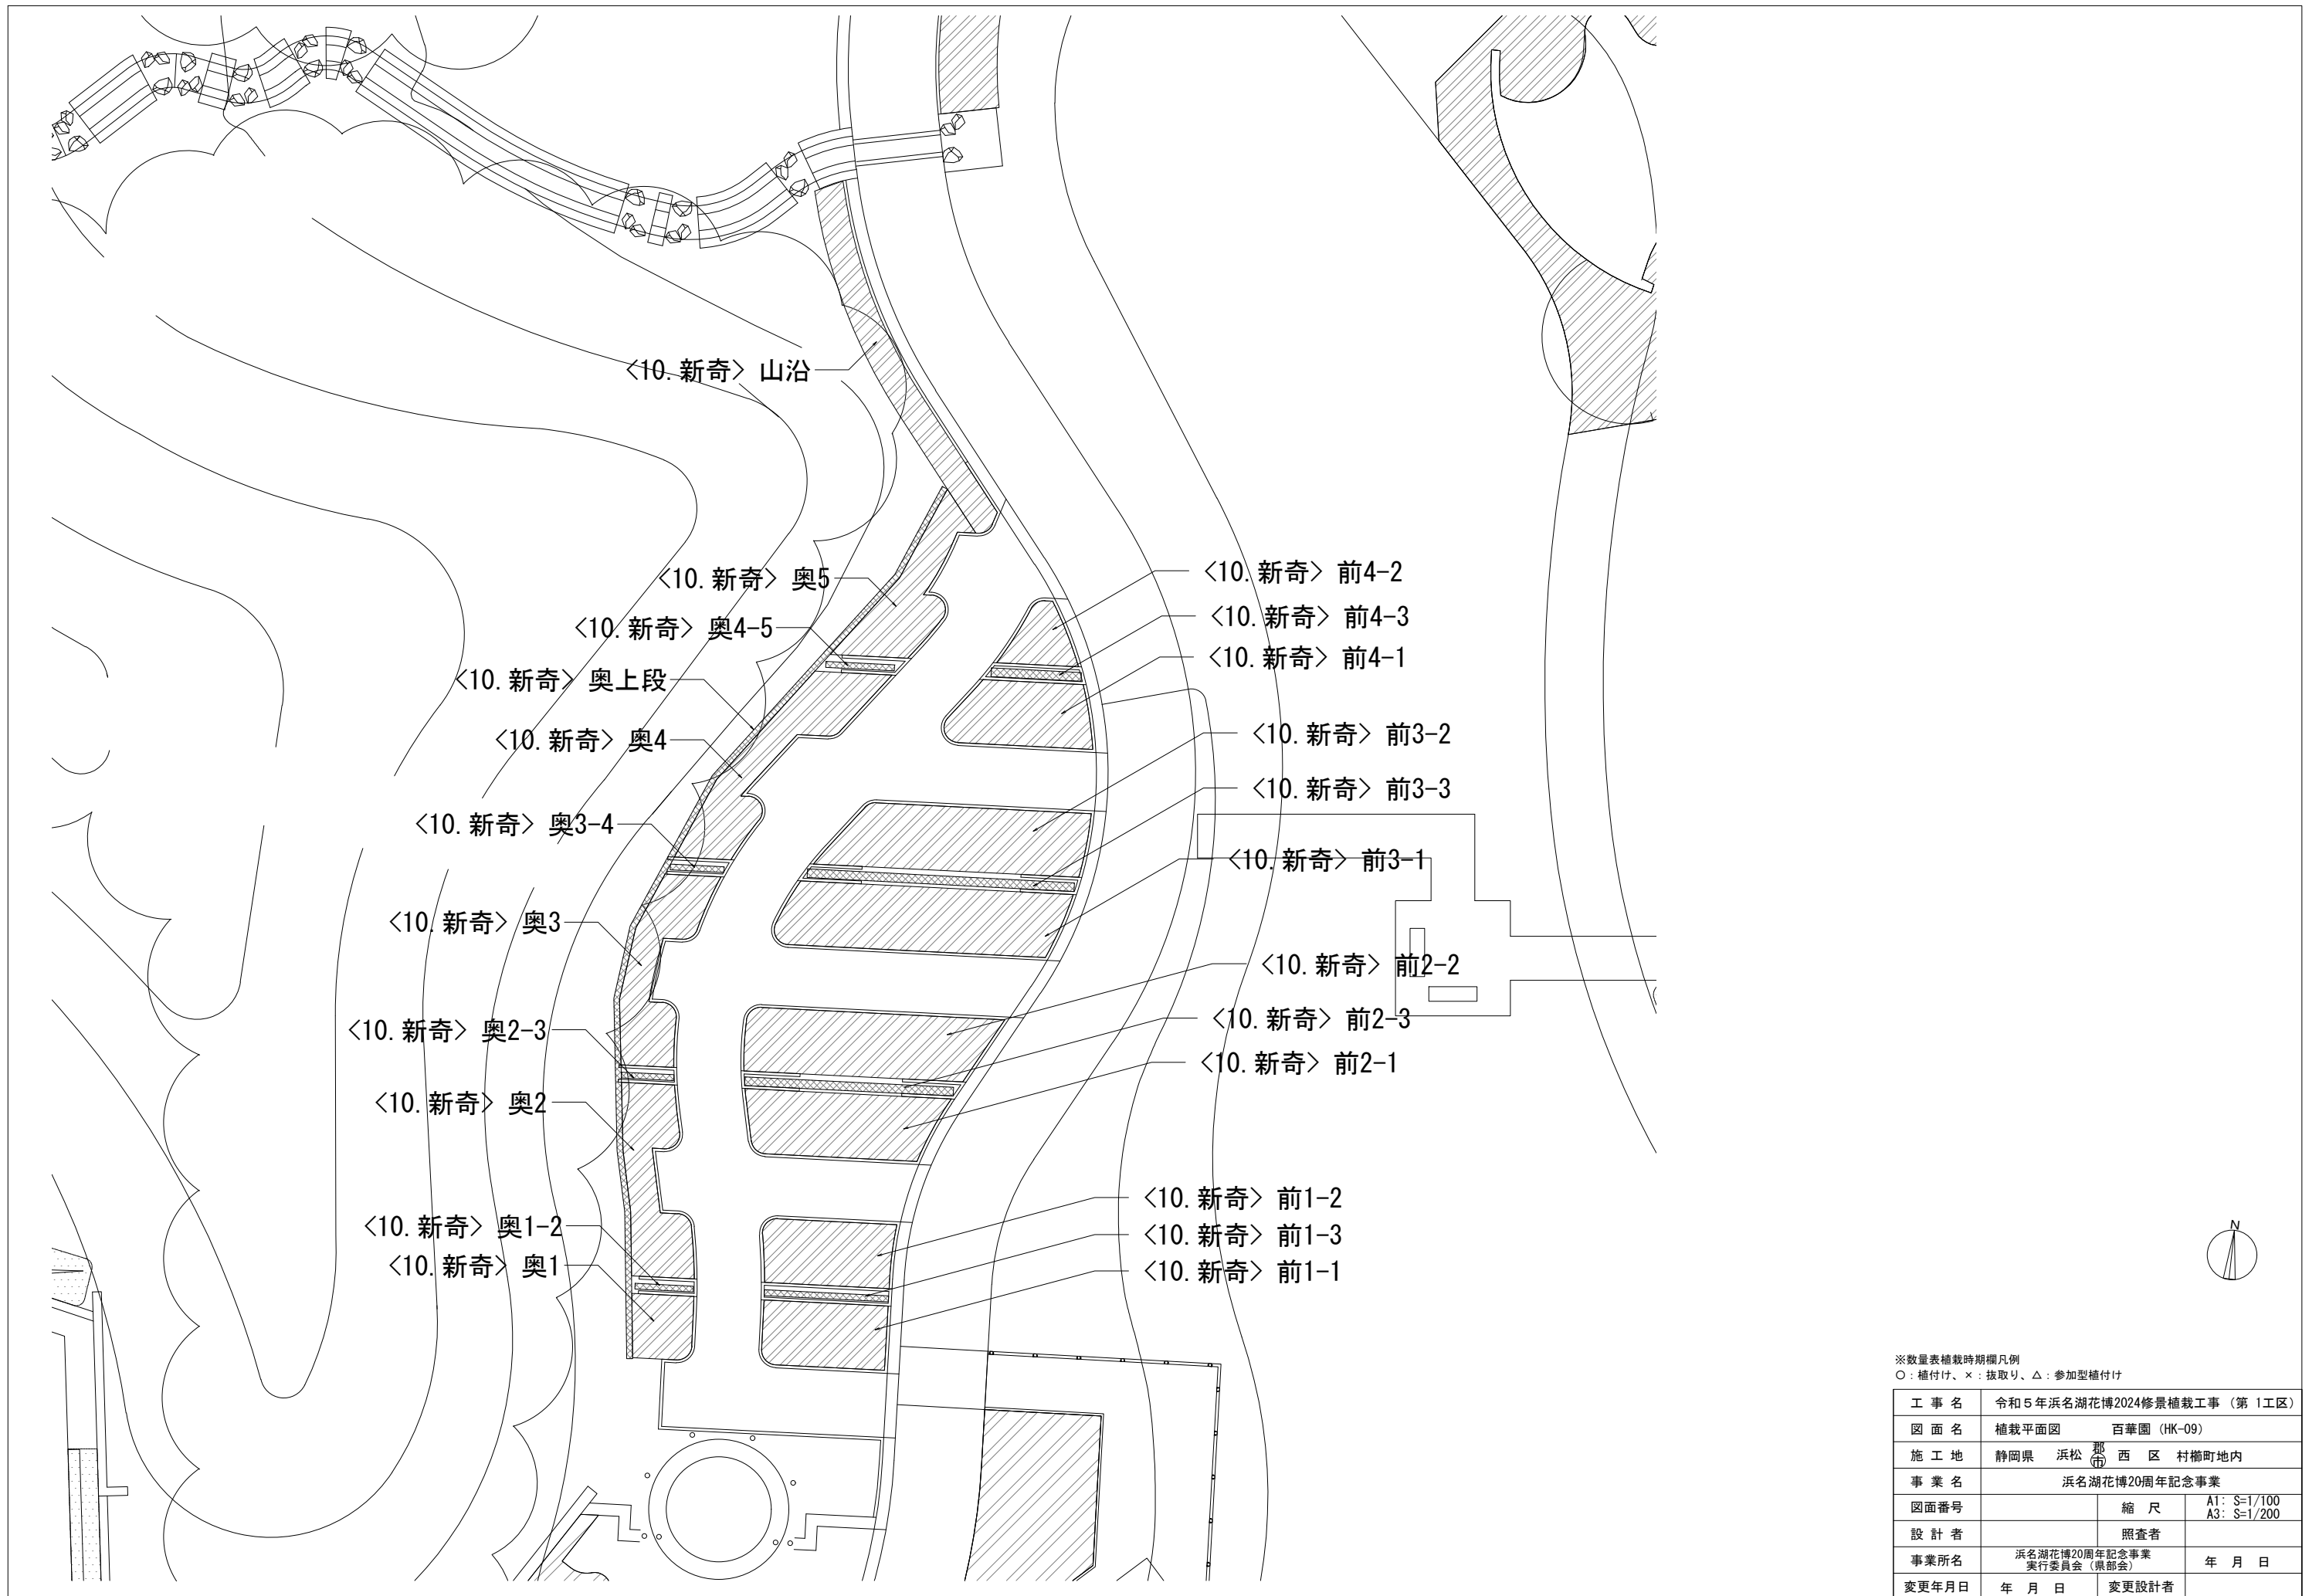 <10.新奇> 山沿
<10.新奇> 奥5
<10.新奇> 奥4-5
<10.新奇> 奥上段
<10.新奇> 奥4
<10.新奇> 奥3-4
<10.新奇> 奥3
<10.新奇> 奥2-3
<10.新奇> 奥2
<10.新奇> 奥1-2
<10.新奇> 奥1
<10.新奇> 前4-2
<10.新奇> 前4-3
<10.新奇> 前4-1
<10.新奇> 前3-2
<10.新奇> 前3-3
<10.新奇> 前3-1
<10.新奇> 前2-2
<10.新奇> 前2-3
<10.新奇> 前2-1
<10.新奇> 前1-2
<10.新奇> 前1-3
<10.新奇> 前1-1
N
※数量表植栽時期欄凡例
○：植付け、×：抜取り、△：参加型植付け
工事名 令和５年浜名湖花博2024修景植栽工事（第 1工区）
図面名 植栽平面図 百華園（HK-09）
施工地 静岡県 浜松 郡市 西 区 村櫛町地内
事業名 浜名湖花博20周年記念事業
図面番号 縮尺 A1: S=1/100
A3: S=1/200
設計者 照査者
事業所名 浜名湖花博20周年記念事業
実行委員会（県部会） 年 月 日
変更年月日 年 月 日 変更設計者